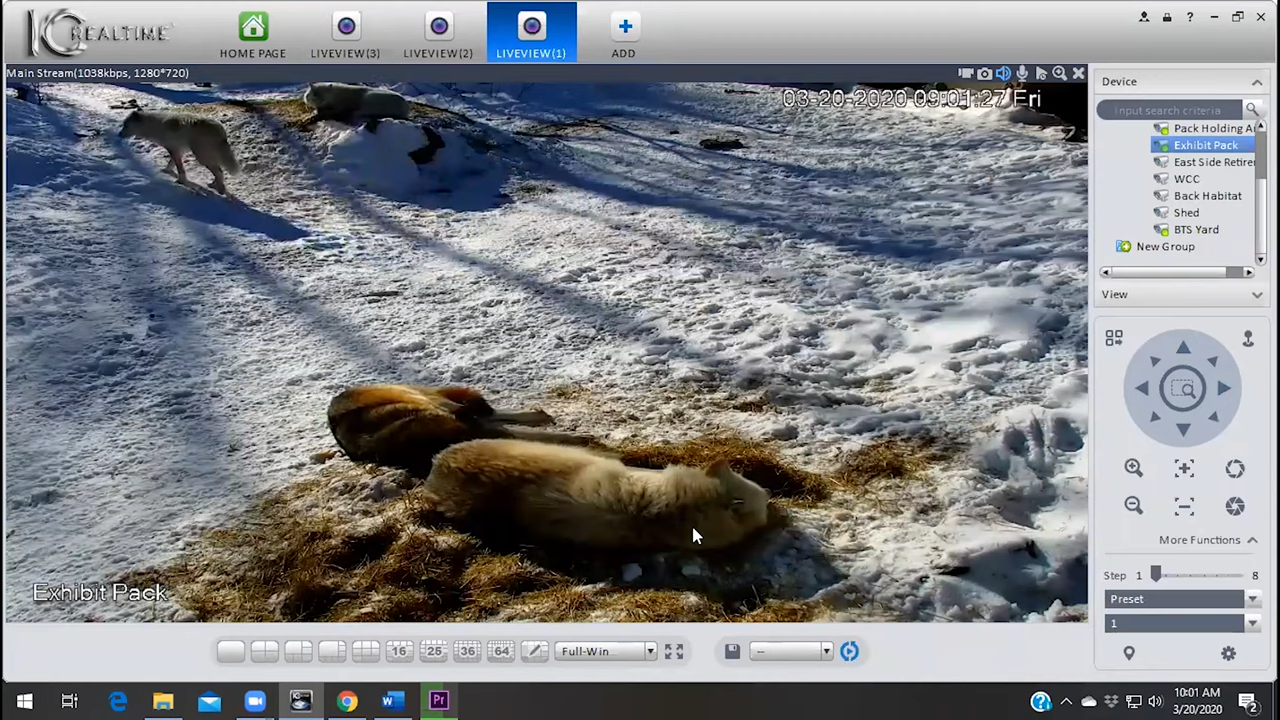 IC REALTIME
HOME PAGE
LIVEVIEW(3)
LIVEVIEW(2)
LIVEVIEW(1)
ADD
Main Stream(1038kbps, 1280*720)
03-20-2020 09:01:27 Fri
Exhibit Pack
Device
Input search criteria
Pack Holding
Exhibit Pack
East Side
WCC
Back Habitat
Shed
BTS Yard
New Group
View
More Functions
Step 1 8
Preset
1
16 25 36 64 Full-Win --
Pr
10:01 AM
3/20/2020
2